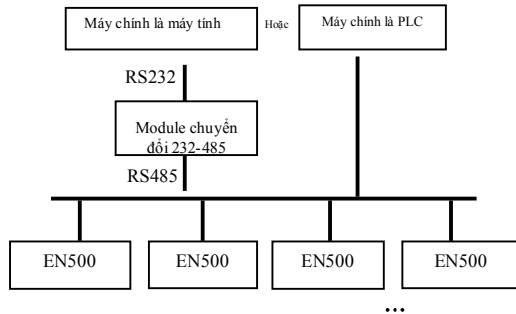 Máy chính là máy tính
Hoặc
Máy chính là PLC
RS232
Module chuyển
đổi 232-485
RS485
EN500
EN500
EN500
EN500
...